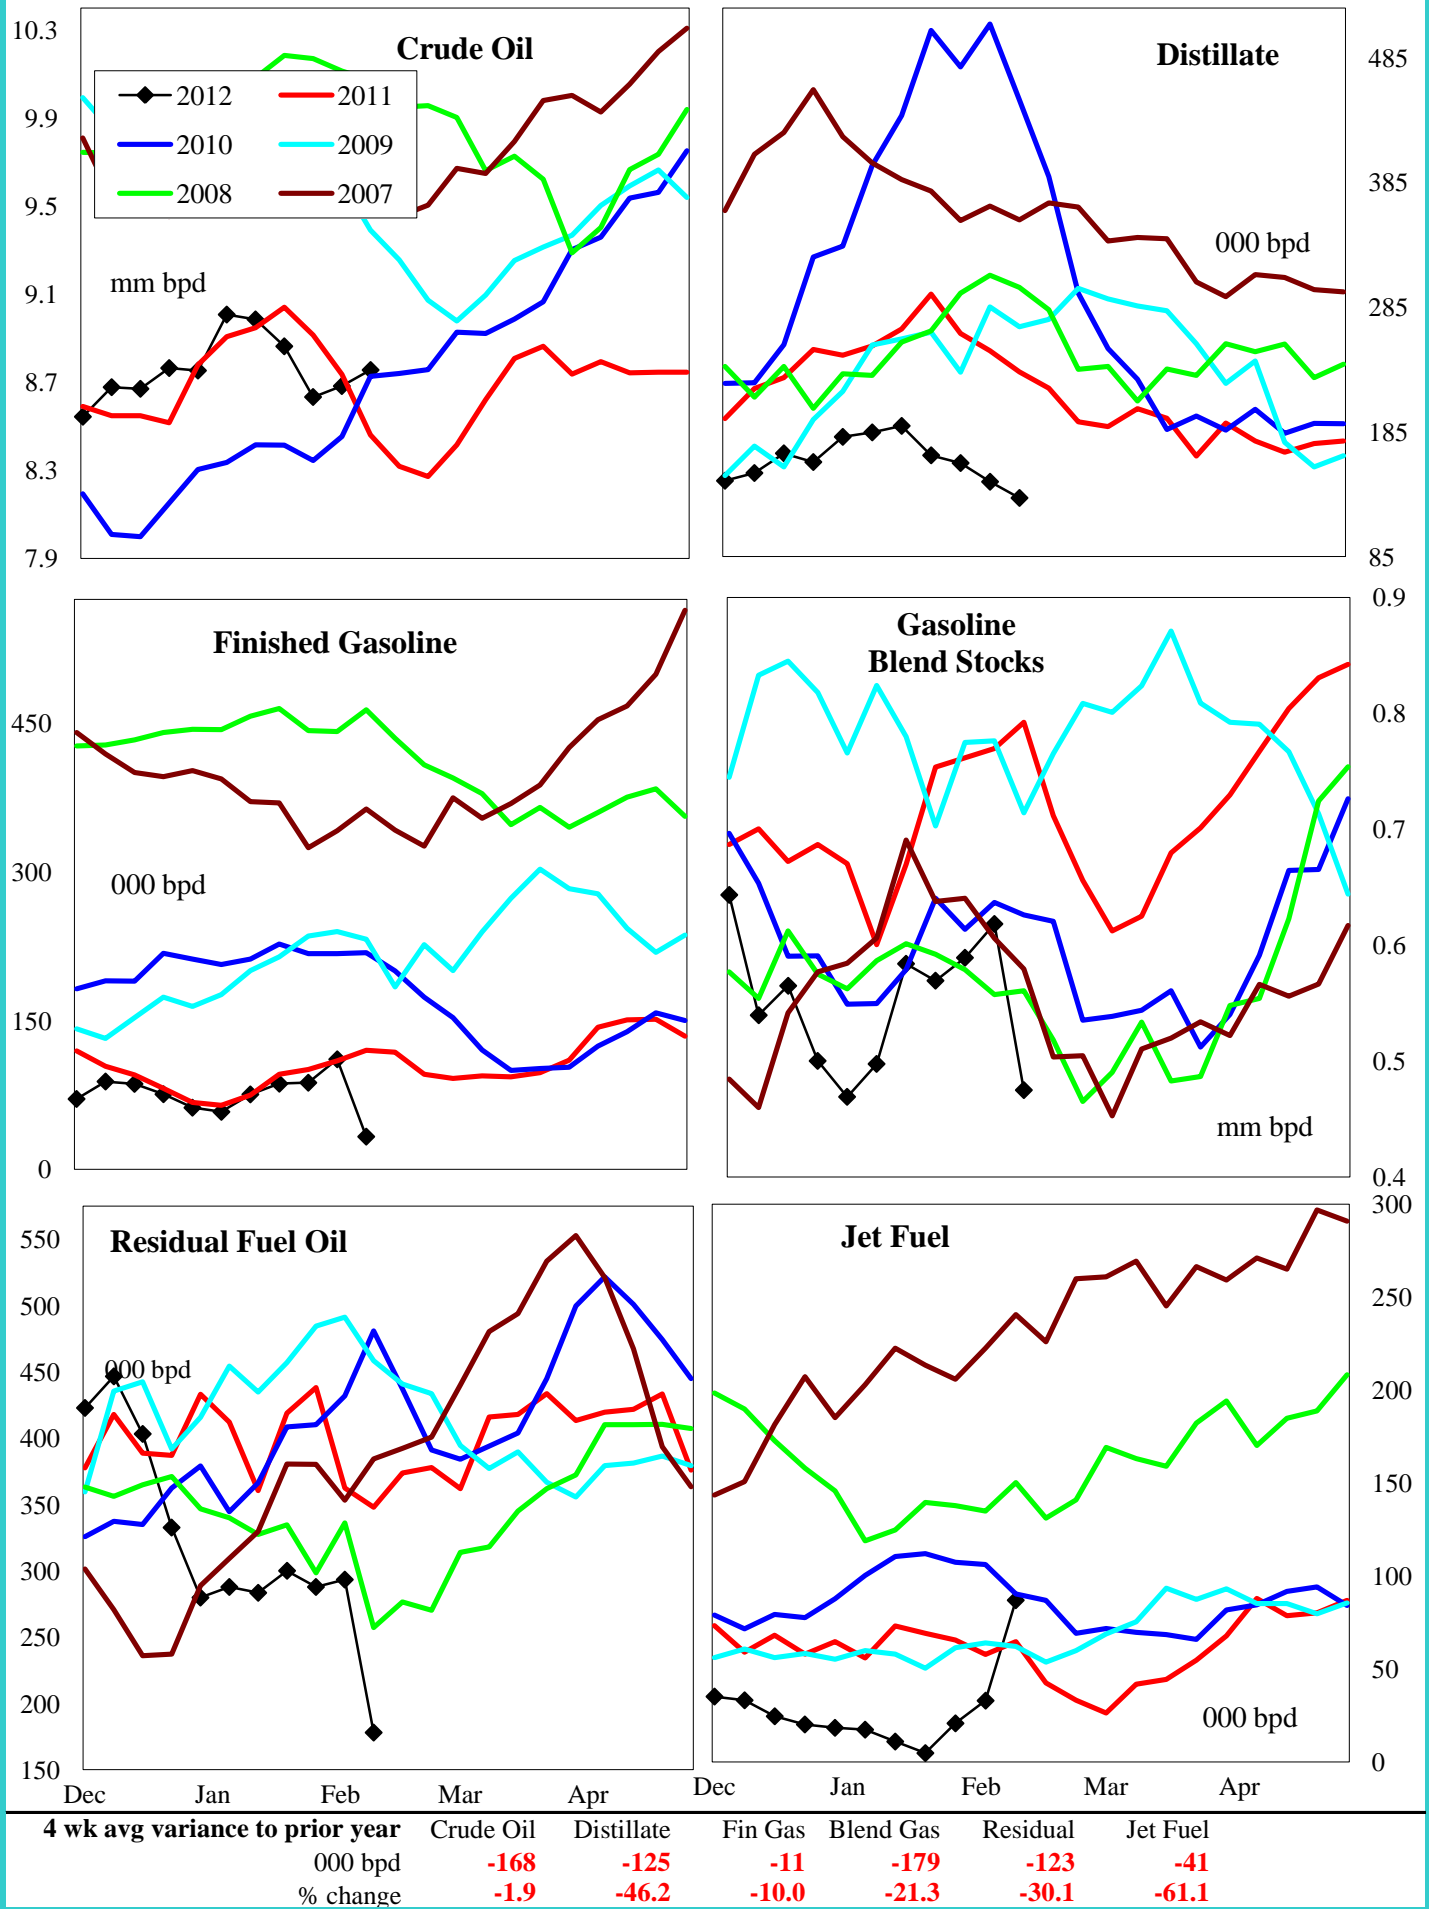 Crude Oil
10.3
9.9
9.5
9.1
8.7
8.3
7.9
2012
2011
2010
2009
2008
2007
mm bpd
Distillate
485
385
285
185
85
000 bpd
Finished Gasoline
450
300
150
0
000 bpd
Gasoline
Blend Stocks
0.9
0.8
0.7
0.6
0.5
0.4
mm bpd
Residual Fuel Oil
550
500
450
400
350
300
250
200
150
000 bpd
Dec Jan Feb Mar Apr
Jet Fuel
300
250
200
150
100
50
0
000 bpd
Dec Jan Feb Mar Apr
4 wk avg variance to prior year Crude Oil Distillate Fin Gas Blend Gas Residual Jet Fuel
000 bpd -168 -125 -11 -179 -123 -41
% change -1.9 -46.2 -10.0 -21.3 -30.1 -61.1